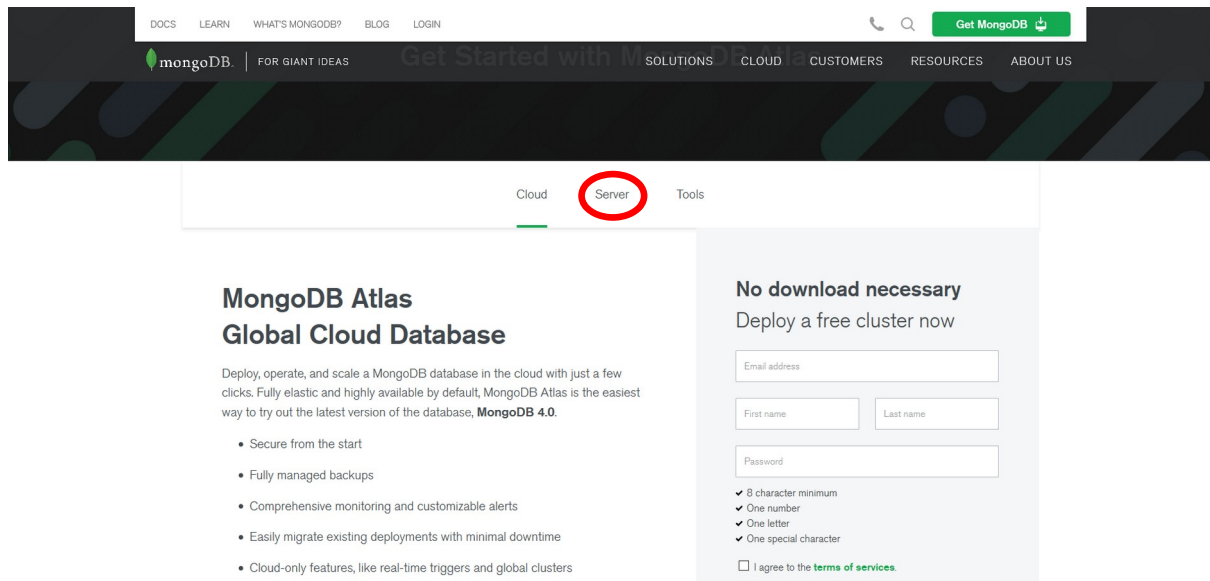 DOCS LEARN WHAT'S MONGODB? BLOG LOGIN Get MongoDB
Get Started with MongoDB Atlas
mongoDB. FOR GIANT IDEAS SOLUTIONS CLOUD CUSTOMERS RESOURCES ABOUT US
Cloud Server Tools
MongoDB Atlas
Global Cloud Database
Deploy, operate, and scale a MongoDB database in the cloud with just a few
clicks. Fully elastic and highly available by default, MongoDB Atlas is the easiest
way to try out the latest version of the database, MongoDB 4.0.
• Secure from the start
• Fully managed backups
• Comprehensive monitoring and customizable alerts
• Easily migrate existing deployments with minimal downtime
• Cloud-only features, like real-time triggers and global clusters
No download necessary
Deploy a free cluster now
Email address
First name Last name
Password
✔ 8 character minimum
✔ One number
✔ One letter
✔ One special character
I agree to the terms of services.